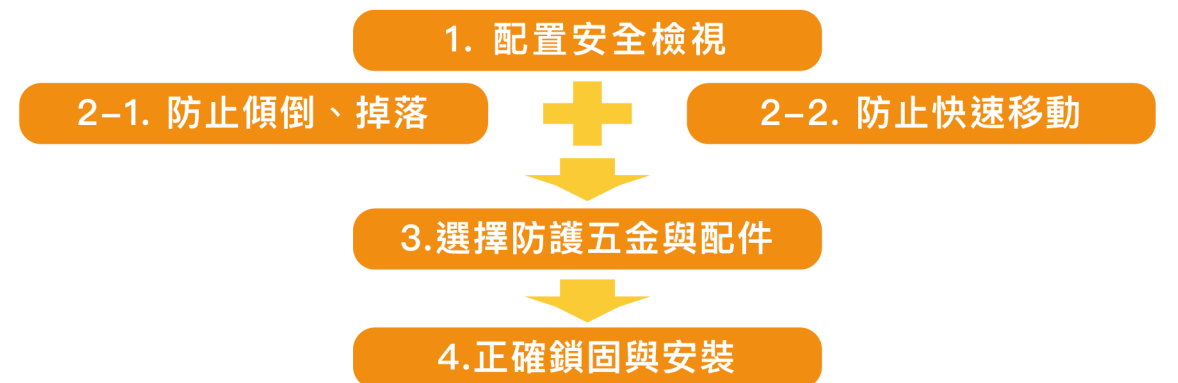 1. 配置安全檢視
2-1. 防止傾倒、掉落
2-2. 防止快速移動
3.選擇防護五金與配件
4.正確鎖固與安裝